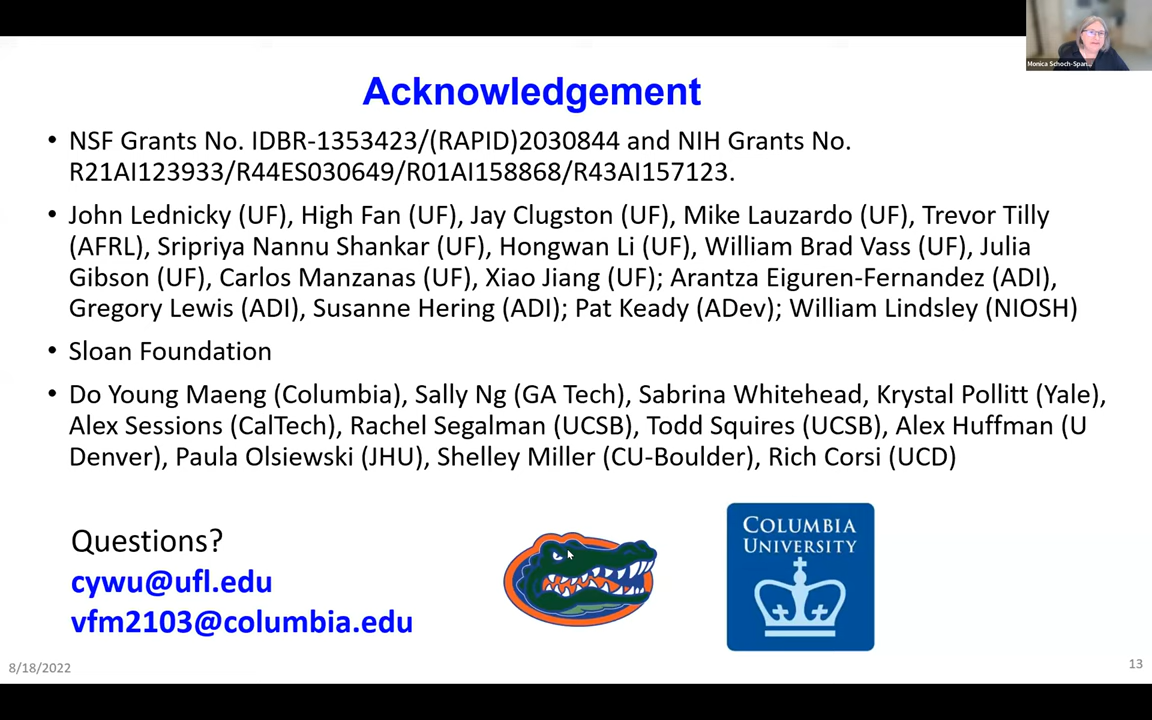 Monica Schoch-Span...
Acknowledgement
• NSF Grants No. IDBR-1353423/(RAPID)2030844 and NIH Grants No.
R21AI123933/R44ES030649/R01AI158868/R43AI157123.
• John Lednicky (UF), High Fan (UF), Jay Clugston (UF), Mike Lauzardo (UF), Trevor Tilly
(AFRL), Sripriya Nannu Shankar (UF), Hongwan Li (UF), William Brad Vass (UF), Julia
Gibson (UF), Carlos Manzanas (UF), Xiao Jiang (UF); Arantza Eiguren-Fernandez (ADI),
Gregory Lewis (ADI), Susanne Hering (ADI); Pat Keady (ADev); William Lindsley (NIOSH)
• Sloan Foundation
• Do Young Maeng (Columbia), Sally Ng (GA Tech), Sabrina Whitehead, Krystal Pollitt (Yale),
Alex Sessions (CalTech), Rachel Segalman (UCSB), Todd Squires (UCSB), Alex Huffman (U
Denver), Paula Olsiewski (JHU), Shelley Miller (CU-Boulder), Rich Corsi (UCD)
Questions?
cywu@ufl.edu
vfm2103@columbia.edu
COLUMBIA
UNIVERSITY
8/18/2022
13